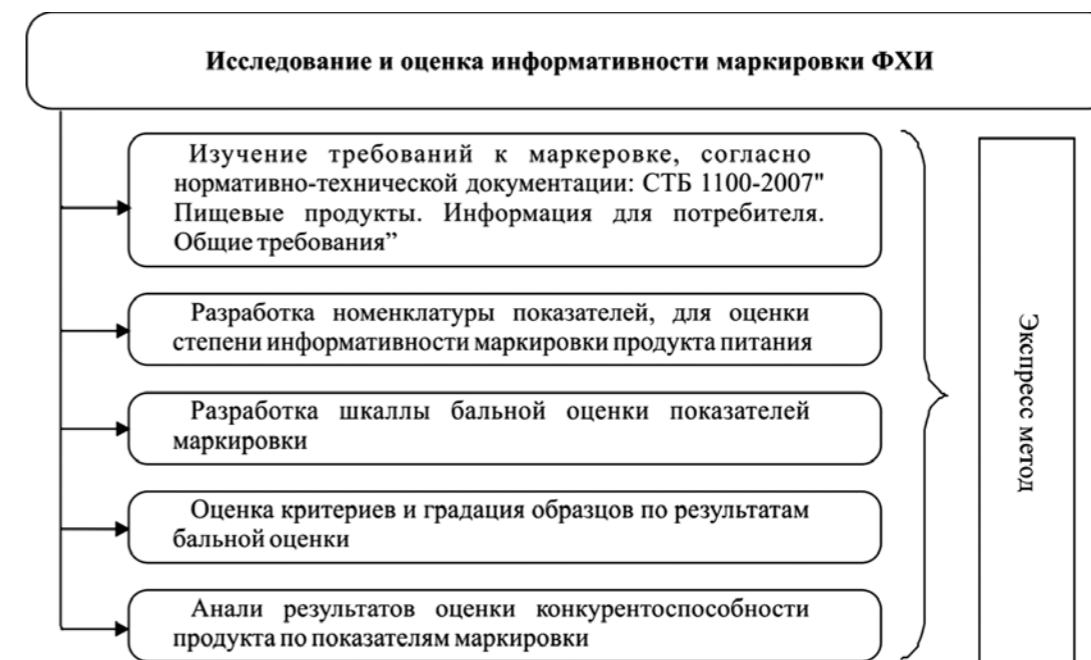 Исследование и оценка информативности маркировки ФХИ
Изучение требований к маркеровке, согласно
нормативно-технической документации: СТБ 1100-2007"
Пищевые продукты. Информация для потребителя.
Общие требования”
Разработка номенклатуры показателей, для оценки
степени информативности маркировки продукта питания
Разработка шкаллы бальной оценки показателей
маркировки
Оценка критериев и градация образцов по результатам
бальной оценки
Анали результатов оценки конкурентоспособности
продукта по показателям маркировки
Экспресс метод